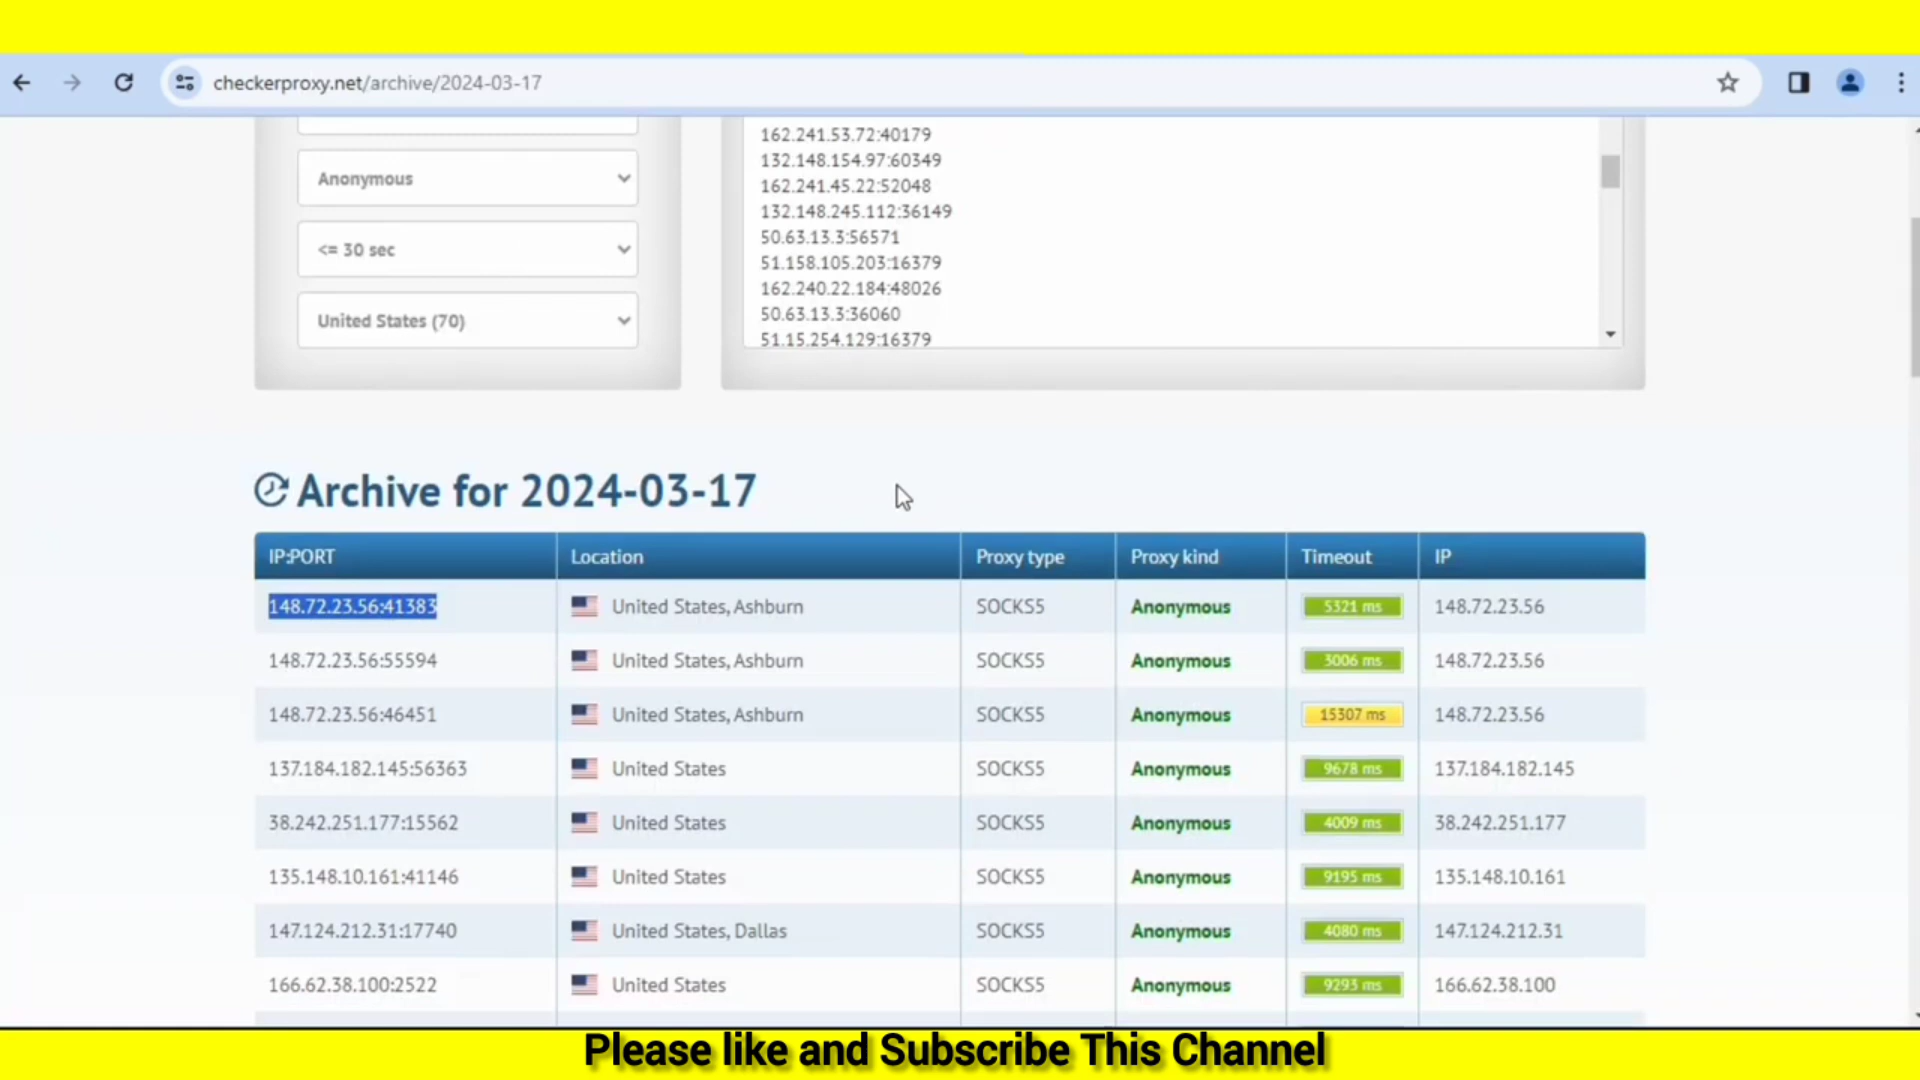 checkerproxy.net/archive/2024-03-17
Anonymous
<= 30 sec
United States (70)
162.241.53.72:40179
132.148.154.97:60349
162.241.45.22:52048
132.148.245.112:36149
50.63.13.3:56571
51.158.105.203:16379
162.240.22.184:48026
50.63.13.3:36060
51.15.254.129:16379
Archive for 2024-03-17
IP:PORT Location Proxy type Proxy kind Timeout IP
148.72.23.56:41383 United States, Ashburn SOCKS5 Anonymous 5321 ms 148.72.23.56
148.72.23.56:55594 United States, Ashburn SOCKS5 Anonymous 3006 ms 148.72.23.56
148.72.23.56:46451 United States, Ashburn SOCKS5 Anonymous 15307 ms 148.72.23.56
137.184.182.145:56363 United States SOCKS5 Anonymous 9678 ms 137.184.182.145
38.242.251.177:15562 United States SOCKS5 Anonymous 4009 ms 38.242.251.177
135.148.10.161:41146 United States SOCKS5 Anonymous 9195 ms 135.148.10.161
147.124.212.31:17740 United States, Dallas SOCKS5 Anonymous 4080 ms 147.124.212.31
166.62.38.100:2522 United States SOCKS5 Anonymous 9293 ms 166.62.38.100
Please like and Subscribe This Channel